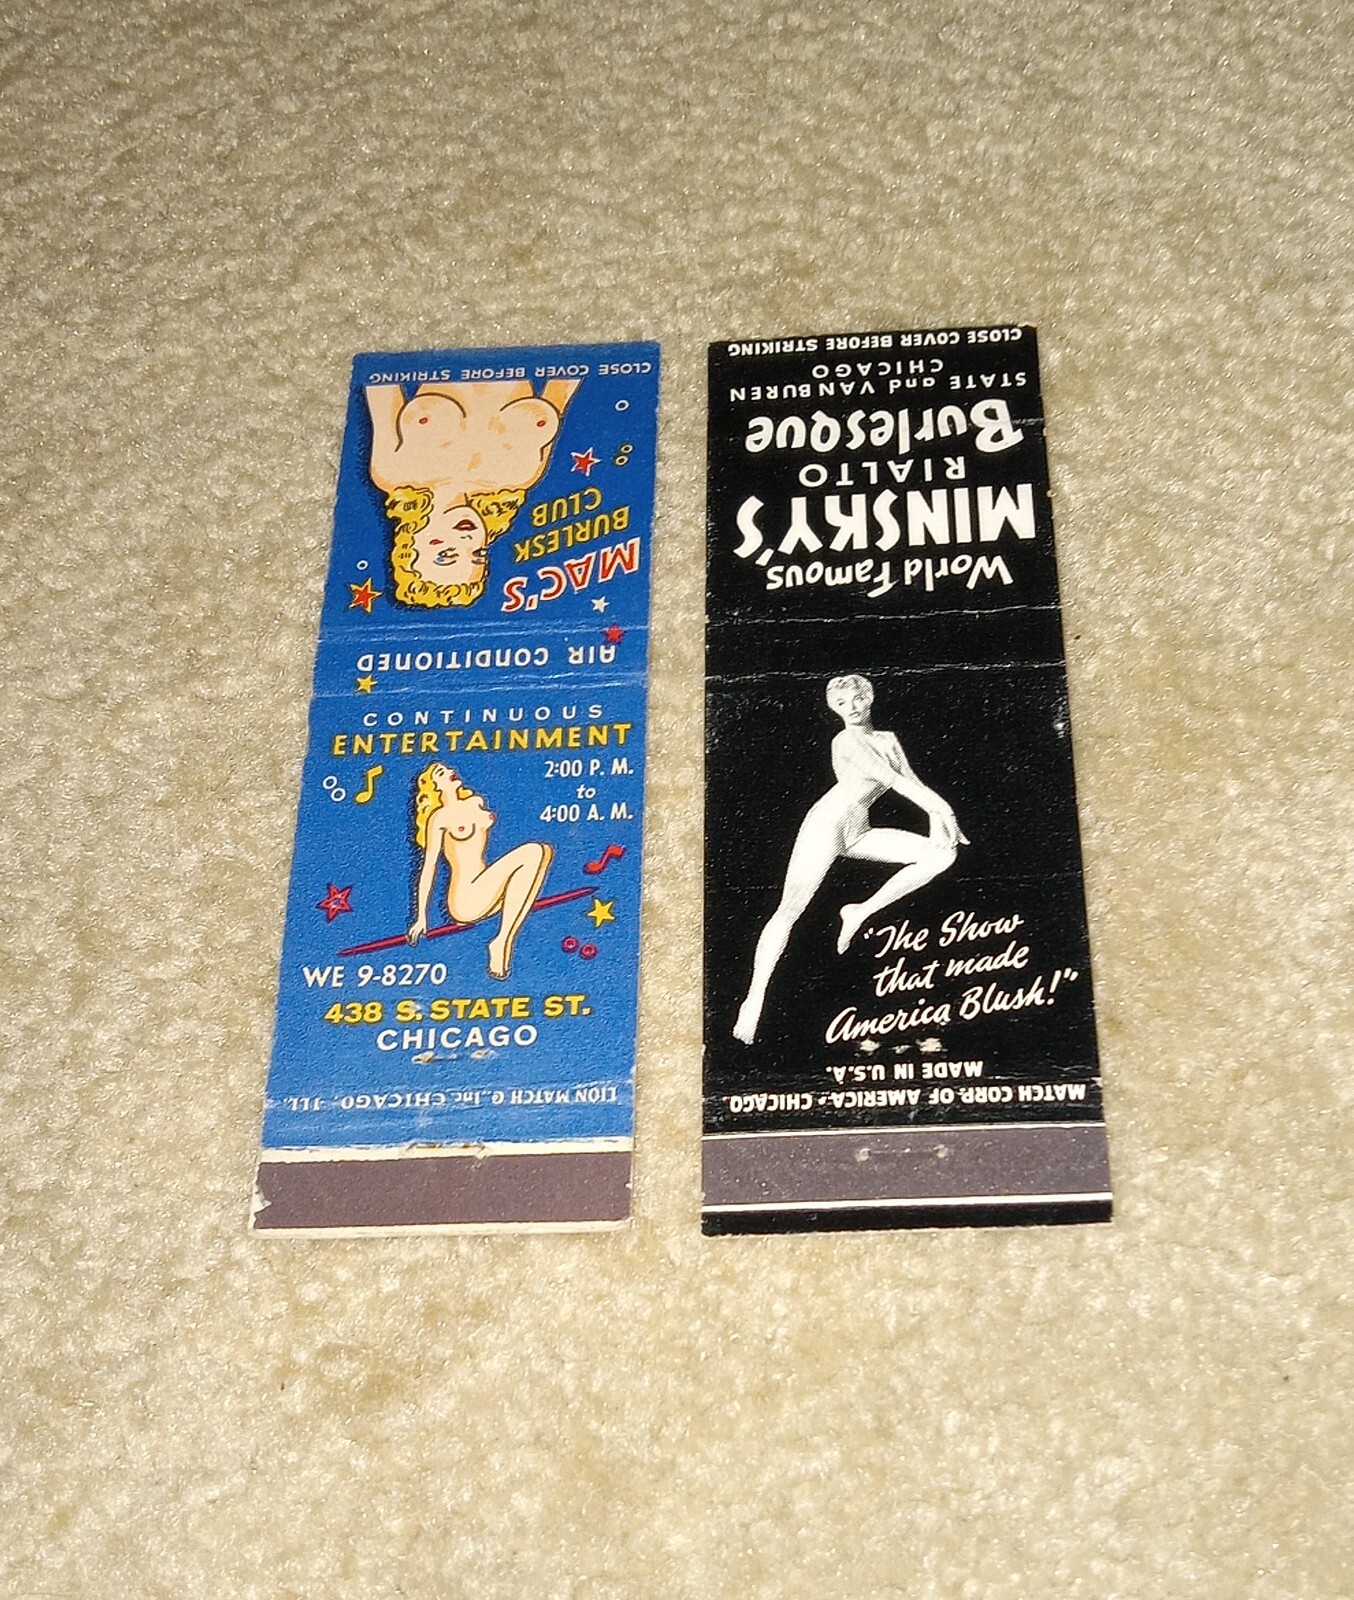 CLOSE COVER BEFORE STRIKING
MAC'S
BURLESK
CLUB
AIR CONDITIONED
CONTINUOUS
ENTERTAINMENT
2:00 P. M.
to
4:00 A. M.
WE 9-8270
438 S. STATE ST.
CHICAGO
LION MATCH Co., Inc. CHICAGO, ILL.
World Famous
MINSKY'S
RIALTO
Burlesque
STATE and VAN BUREN
CHICAGO
CLOSE COVER BEFORE STRIKING
"The Show
that made
America Blush!"
MATCH CORP. OF AMERICA, CHICAGO.
MADE IN U.S.A.